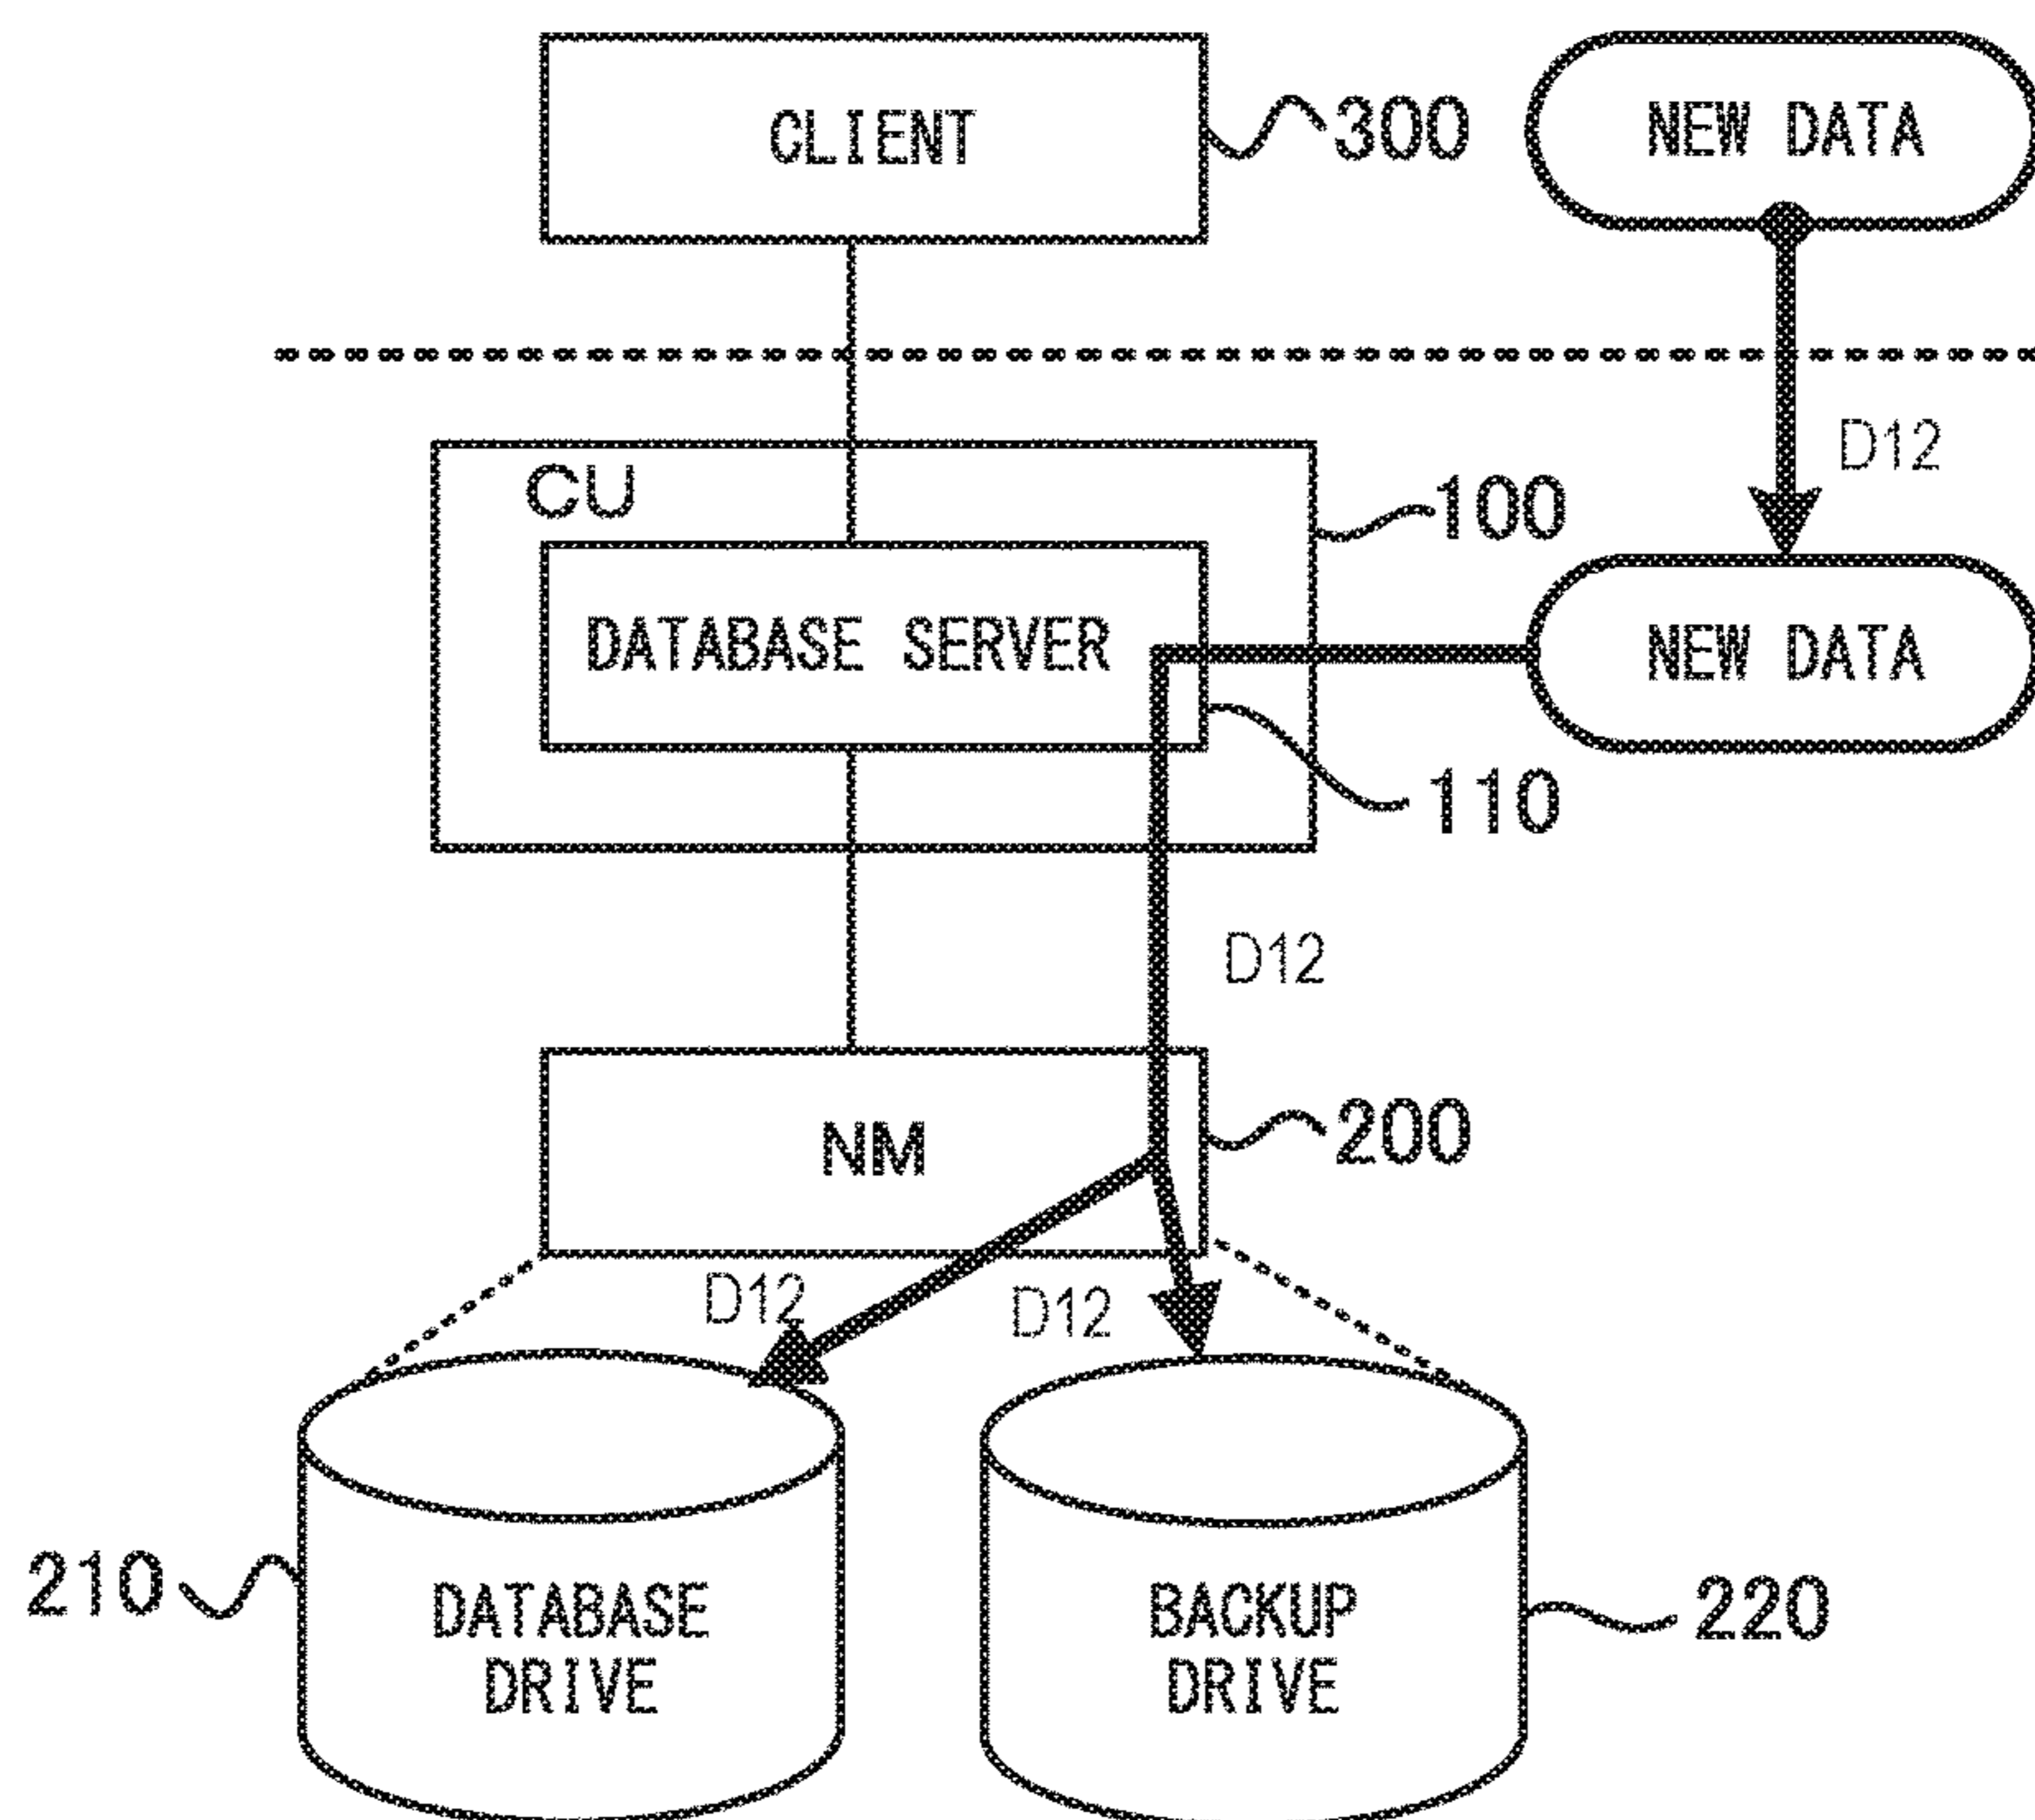 CLIENT
300
NEW DATA
D12
CU
100
DATABASE SERVER
NEW DATA
110
D12
NM
200
D12
D12
210
DATABASE
DRIVE
BACKUP
DRIVE
220